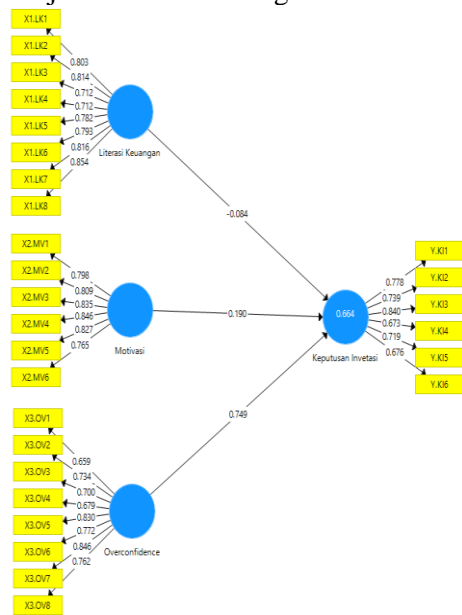 X1.LK1
X1.LK2
X1.LK3
X1.LK4
X1.LK5
X1.LK6
X1.LK7
X1.LK8
0.803
0.814
0.712
0.712
0.782
0.793
0.816
0.854
Literasi Keuangan
-0.084
X2.MV1
X2.MV2
X2.MV3
X2.MV4
X2.MV5
X2.MV6
0.798
0.809
0.835
0.846
0.827
0.765
Motivasi
0.190
X3.OV1
X3.OV2
X3.OV3
X3.OV4
X3.OV5
X3.OV6
X3.OV7
X3.OV8
0.659
0.734
0.700
0.679
0.830
0.772
0.846
0.762
Overconfidence
0.749
0.664
Keputusan Invetasi
0.778
0.739
0.840
0.673
0.719
0.676
Y.KI1
Y.KI2
Y.KI3
Y.KI4
Y.KI5
Y.KI6